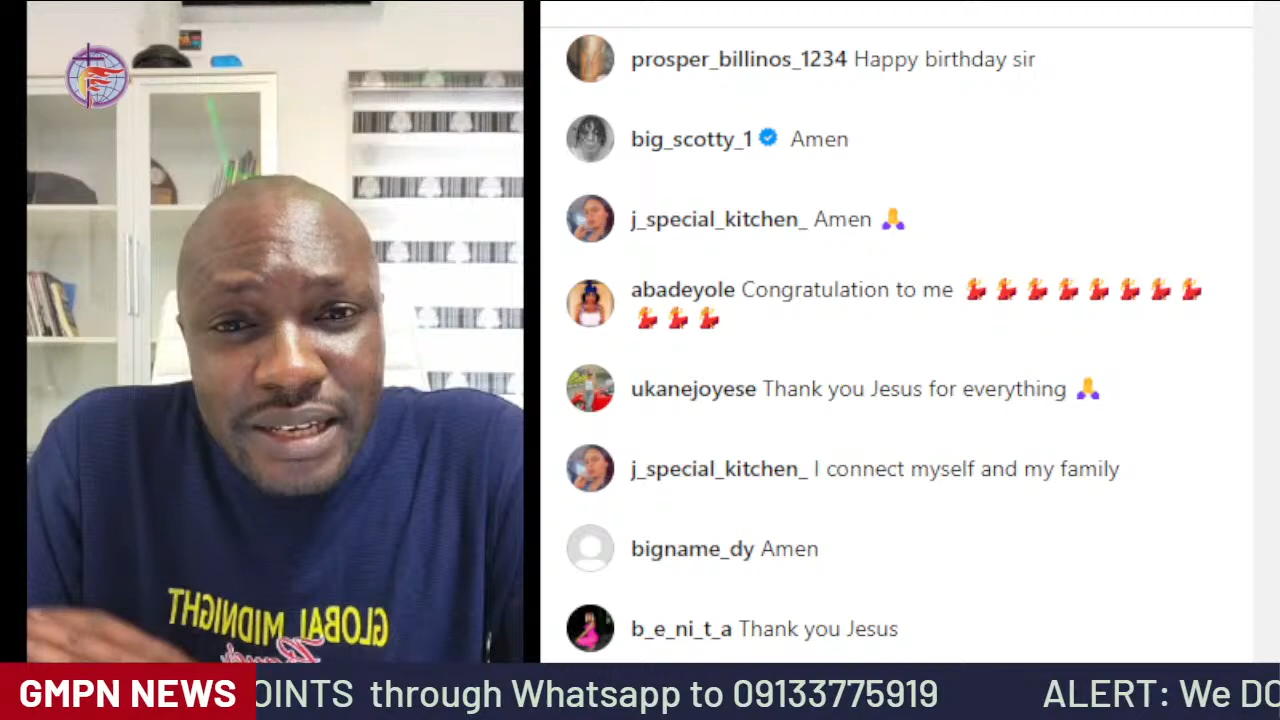 prosper_billinos_1234 Happy birthday sir
big_scotty_1 Amen
j_special_kitchen_ Amen 🙏
abadeyole Congratulation to me 💃💃💃💃💃💃💃💃
💃💃💃
ukanejoyese Thank you Jesus for everything 🙏
j_special_kitchen_ I connect myself and my family
bigname_dy Amen
b_e_ni_t_a Thank you Jesus
GLOBAL MIDNIGHT
GMPN NEWS
OINTS through Whatsapp to 09133775919 ALERT: We DO